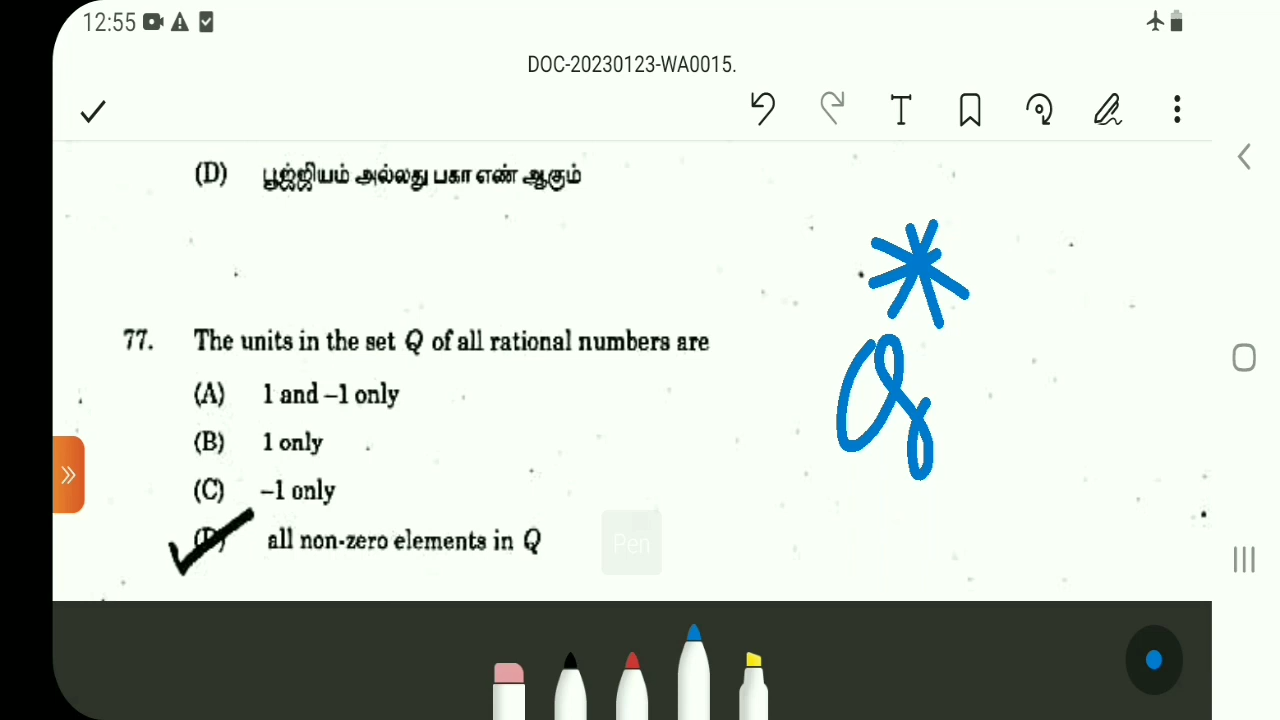 12:55
DOC-20230123-WA0015.
(D) பூஜ்ஜியம் அல்லது பகா எண் ஆகும்
77. The units in the set Q of all rational numbers are
(A) 1 and –1 only
(B) 1 only
(C) –1 only
(D) all non-zero elements in Q
*
Q
Pen